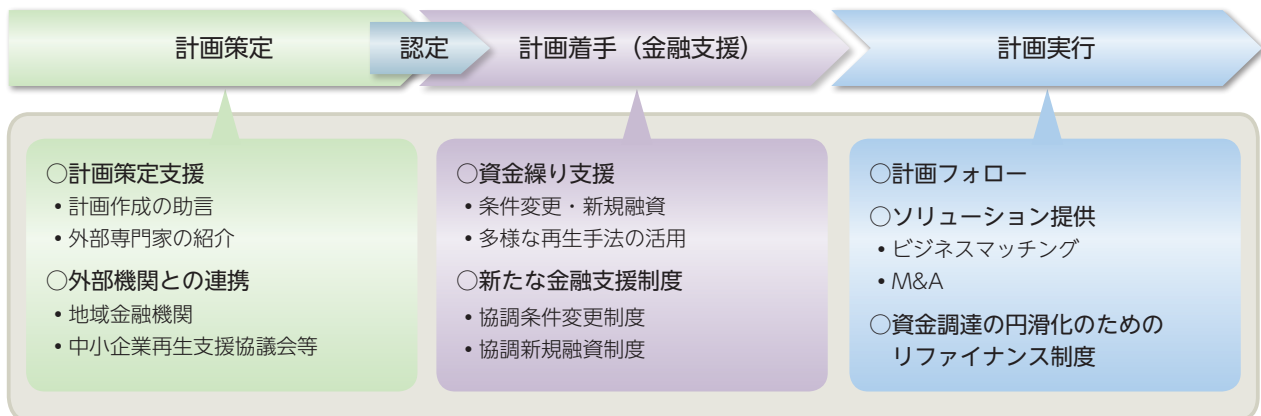 計画策定
認定
計画着手（金融支援）
計画実行
○計画策定支援
•計画作成の助言
•外部専門家の紹介
○外部機関との連携
•地域金融機関
•中小企業再生支援協議会等
○資金繰り支援
•条件変更・新規融資
•多様な再生手法の活用
○新たな金融支援制度
•協調条件変更制度
•協調新規融資制度
○計画フォロー
○ソリューション提供
•ビジネスマッチング
•M&A
○資金調達の円滑化のための
リファイナンス制度